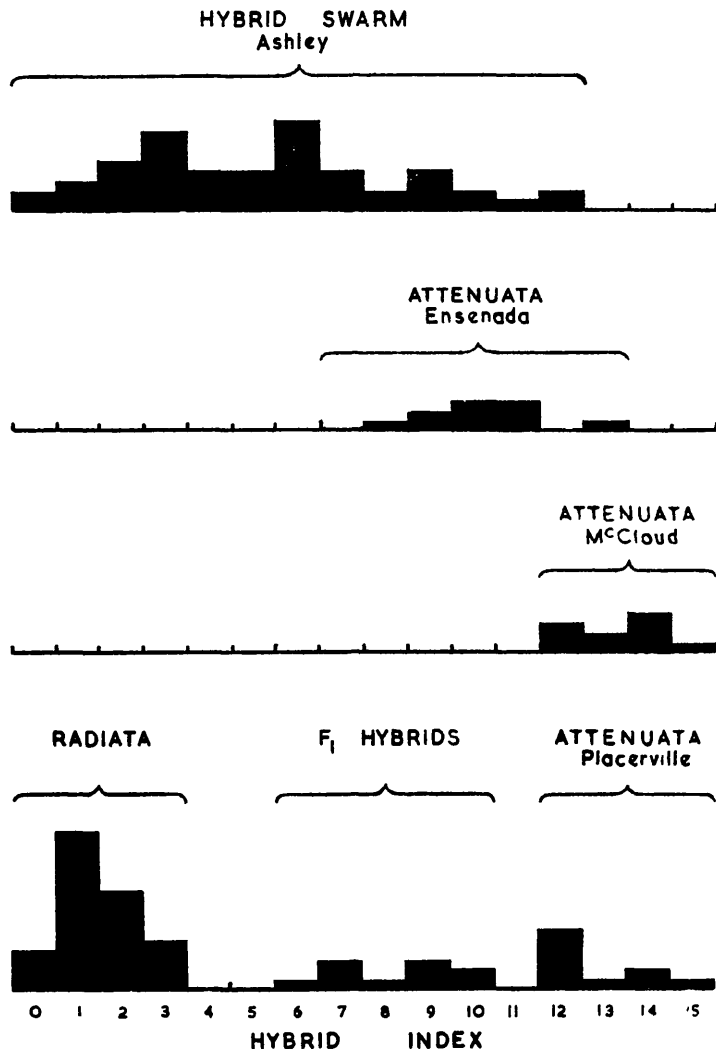 HYBRID SWARM
Ashley
ATTENUATA
Ensenada
ATTENUATA
McCloud
RADIATA
F1 HYBRIDS
ATTENUATA
Placerville
0 1 2 3 4 5 6 7 8 9 10 11 12 13 14 '5
HYBRID INDEX